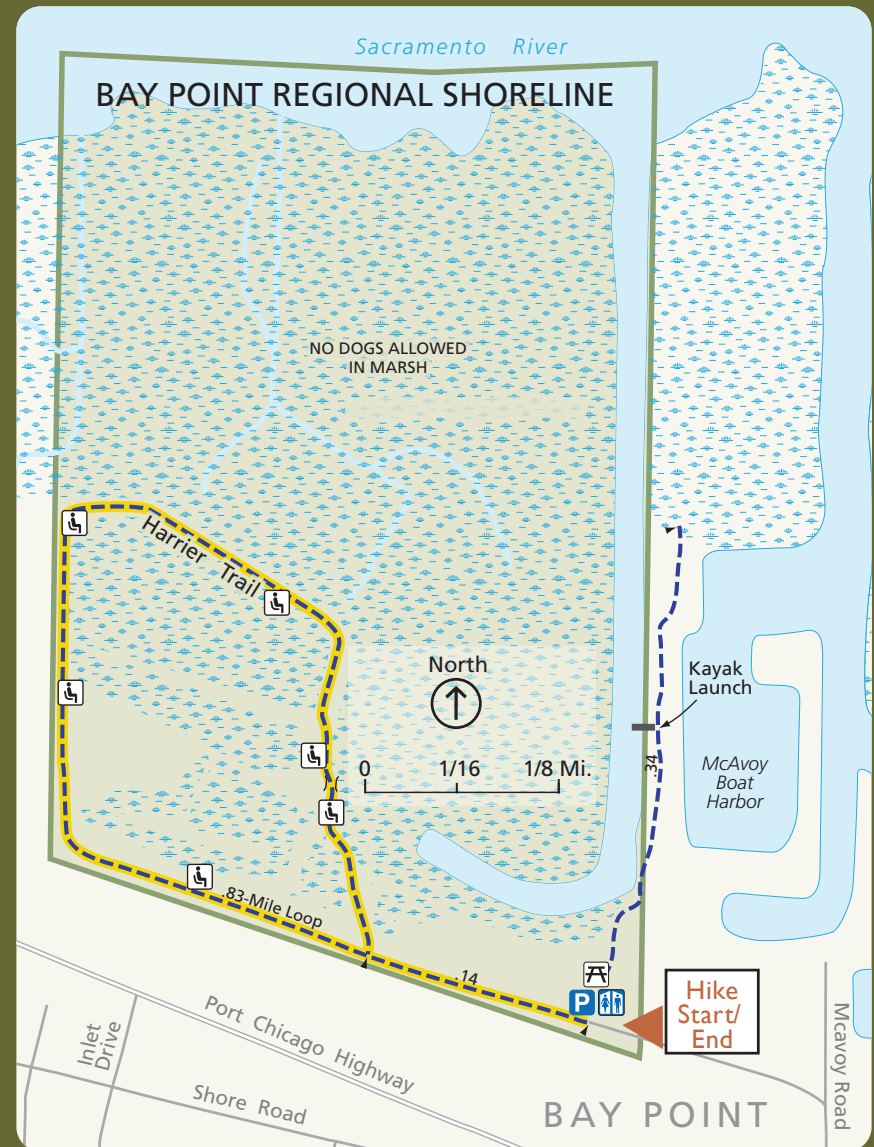 Sacramento River
BAY POINT REGIONAL SHORELINE
NO DOGS ALLOWED
IN MARSH
Harrier Trail
North
Kayak
Launch
0 1/16 1/8 Mi.
.34
McAvoy
Boat
Harbor
.83-Mile Loop
.14
P
Hike
Start/
End
Port Chicago Highway
Inlet
Drive
Shore Road
Mcavoy Road
BAY POINT